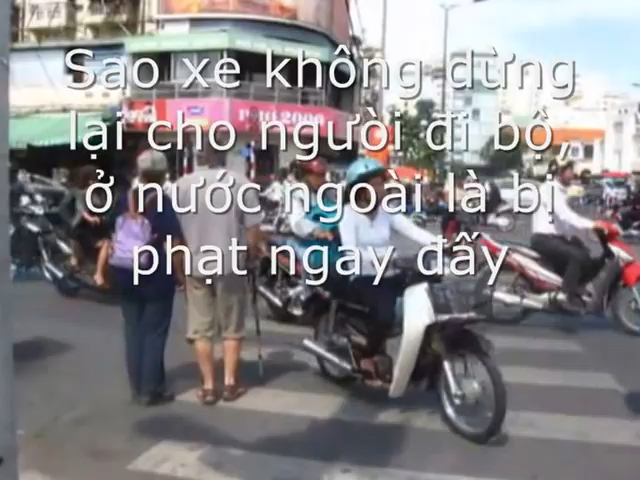 Sao xe không dừng
lại cho người đi bộ,
ở nước ngoài là bị
phạt ngay đấy